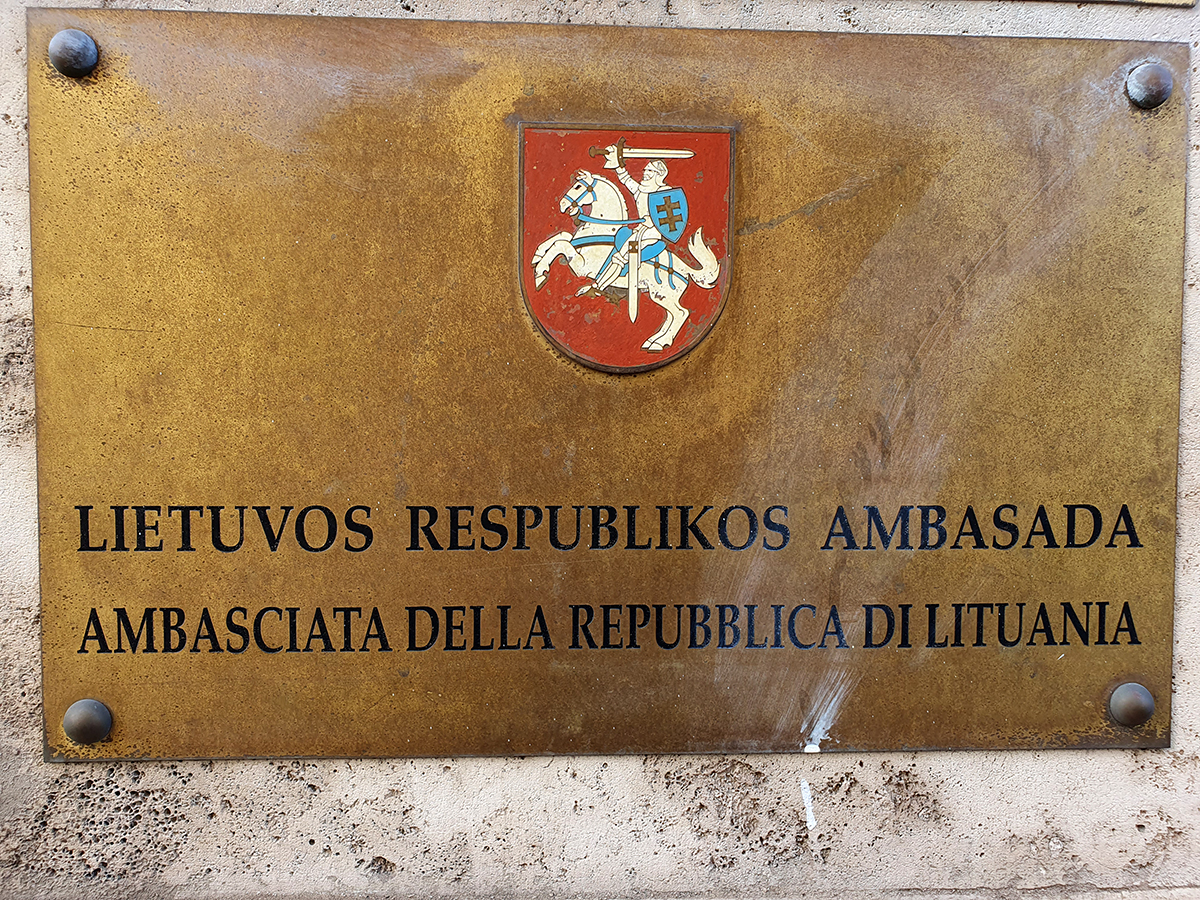 LIETUVOS RESPUBLIKOS AMBASADA
AMBASCIATA DELLA REPUBBLICA DI LITUANIA